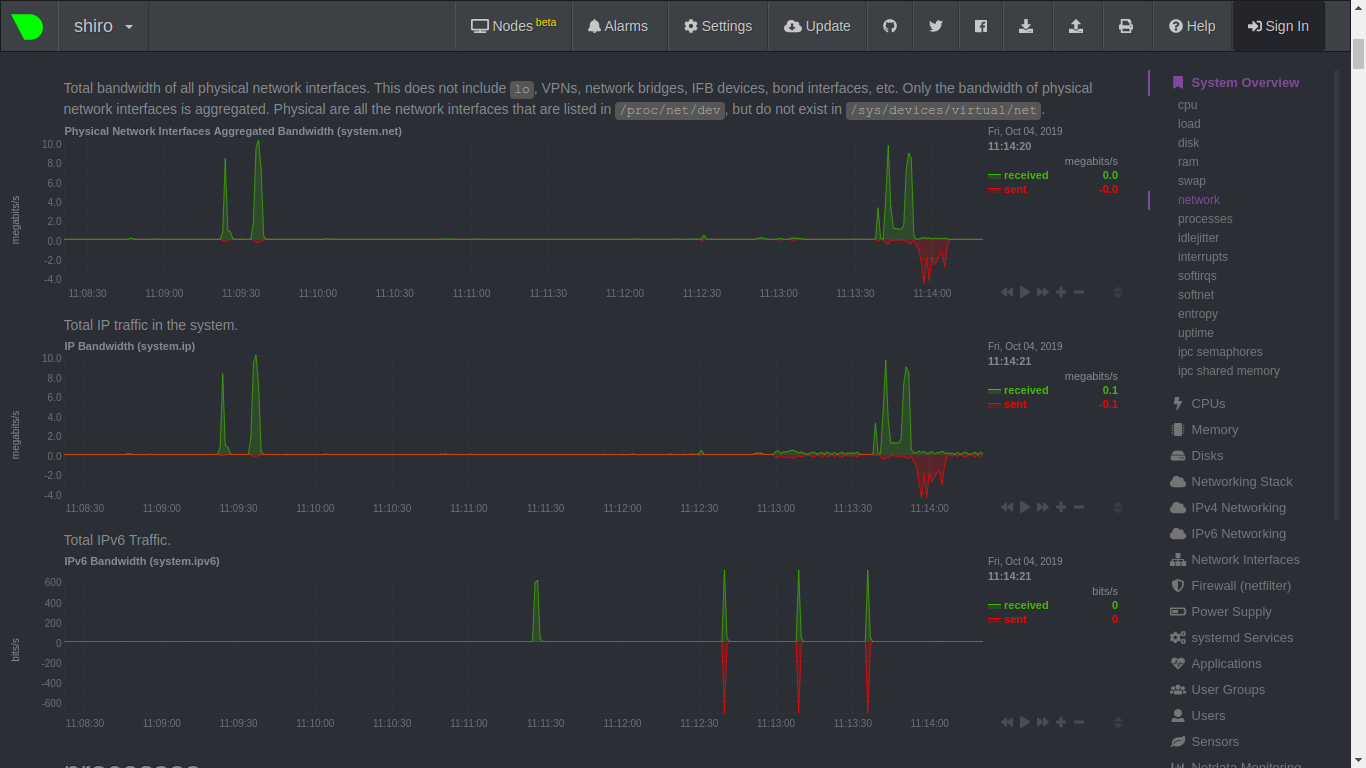 shiro
Nodes beta
Alarms
Settings
Update
Help
Sign In
Total bandwidth of all physical network interfaces. This does not include lo, VPNs, network bridges, IFB devices, bond interfaces, etc. Only the bandwidth of physical
network interfaces is aggregated. Physical are all the network interfaces that are listed in /proc/net/dev, but do not exist in /sys/devices/virtual/net.
Physical Network Interfaces Aggregated Bandwidth (system.net)
megabits/s
10.0
8.0
6.0
4.0
2.0
0.0
-2.0
-4.0
11:08:30 11:09:00 11:09:30 11:10:00 11:10:30 11:11:00 11:11:30 11:12:00 11:12:30 11:13:00 11:13:30 11:14:00
Fri, Oct 04, 2019
11:14:20
megabits/s
received 0.0
sent -0.0
Total IP traffic in the system.
IP Bandwidth (system.ip)
megabits/s
10.0
8.0
6.0
4.0
2.0
0.0
-2.0
-4.0
11:08:30 11:09:00 11:09:30 11:10:00 11:10:30 11:11:00 11:11:30 11:12:00 11:12:30 11:13:00 11:13:30 11:14:00
Fri, Oct 04, 2019
11:14:21
megabits/s
received 0.1
sent -0.1
Total IPv6 Traffic.
IPv6 Bandwidth (system.ipv6)
bits/s
600
400
200
0
-200
-400
-600
11:08:30 11:09:00 11:09:30 11:10:00 11:10:30 11:11:00 11:11:30 11:12:00 11:12:30 11:13:00 11:13:30 11:14:00
Fri, Oct 04, 2019
11:14:21
bits/s
received 0
sent 0
processes
System Overview
cpu
load
disk
ram
swap
network
processes
idlejitter
interrupts
softirqs
softnet
entropy
uptime
ipc semaphores
ipc shared memory
CPUs
Memory
Disks
Networking Stack
IPv4 Networking
IPv6 Networking
Network Interfaces
Firewall (netfilter)
Power Supply
systemd Services
Applications
User Groups
Users
Sensors
Netdata Monitoring